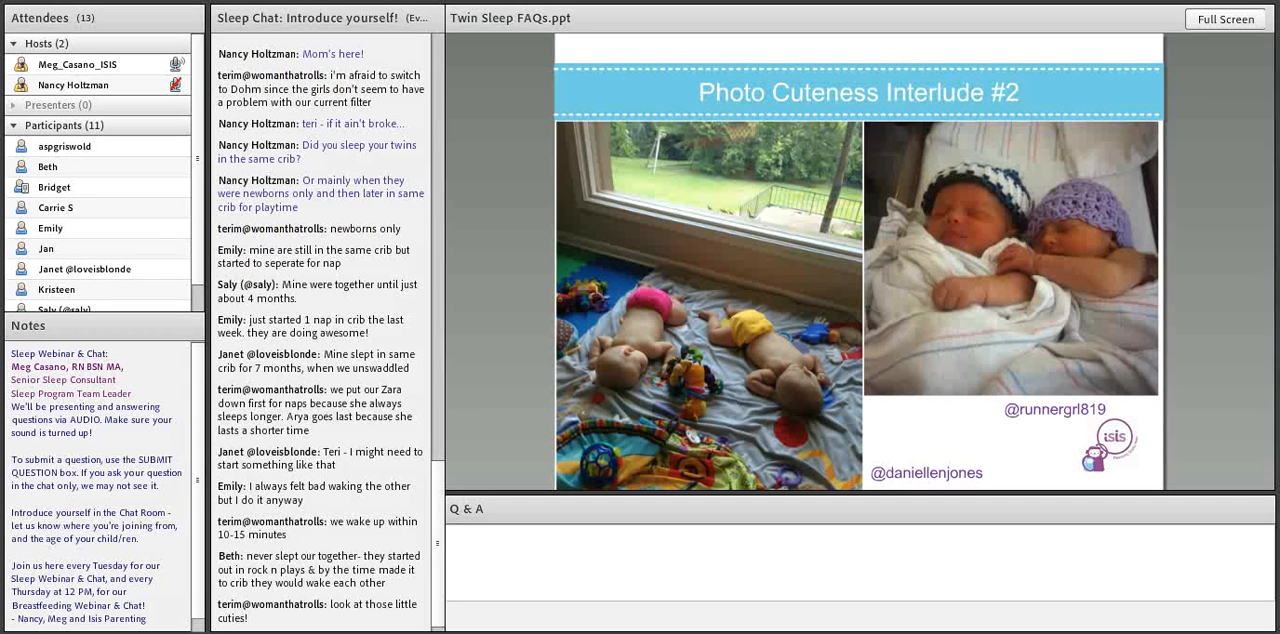 Attendees (13)
Hosts (2)
Meg_Casano_ISIS
Nancy Holtzman
Presenters (0)
Participants (11)
aspgriswold
Beth
Bridget
Carrie S
Emily
Jan
Janet @loveisblonde
Kristeen
Saly (@saly)
Notes
Sleep Webinar & Chat:
Meg Casano, RN BSN MA,
Senior Sleep Consultant
Sleep Program Team Leader
We'll be presenting and answering
questions via AUDIO. Make sure your
sound is turned up!
To submit a question, use the SUBMIT
QUESTION box. If you ask your question
in the chat only, we may not see it.
Introduce yourself in the Chat Room -
let us know where you're joining from,
and the age of your child/ren.
Join us here every Tuesday for our
Sleep Webinar & Chat, and every
Thursday at 12 PM, for our
Breastfeeding Webinar & Chat!
- Nancy, Meg and Isis Parenting
Sleep Chat: Introduce yourself! (Ev...
Nancy Holtzman: Mom's here!
terim@womanthatrolls: i'm afraid to switch
to Dohm since the girls don't seem to have
a problem with our current filter
Nancy Holtzman: teri - if it ain't broke...
Nancy Holtzman: Did you sleep your twins
in the same crib?
Nancy Holtzman: Or mainly when they
were newborns only and then later in same
crib for playtime
terim@womanthatrolls: newborns only
Emily: mine are still in the same crib but
started to seperate for nap
Saly (@saly): Mine were together until just
about 4 months.
Emily: just started 1 nap in crib the last
week. they are doing awesome!
Janet @loveisblonde: Mine slept in same
crib for 7 months, when we unswaddled
terim@womanthatrolls: we put our Zara
down first for naps because she always
sleeps longer. Arya goes last because she
lasts a shorter time
Janet @loveisblonde: Teri - I might need to
start something like that
Emily: I always felt bad waking the other
but I do it anyway
terim@womanthatrolls: we wake up within
10-15 minutes
Beth: never slept our together- they started
out in rock n plays & by the time made it
to crib they would wake each other
terim@womanthatrolls: look at those little
cuties!
Twin Sleep FAQs.ppt
Full Screen
Photo Cuteness Interlude #2
@runnergrl819
isis
@daniellenjones
Q & A